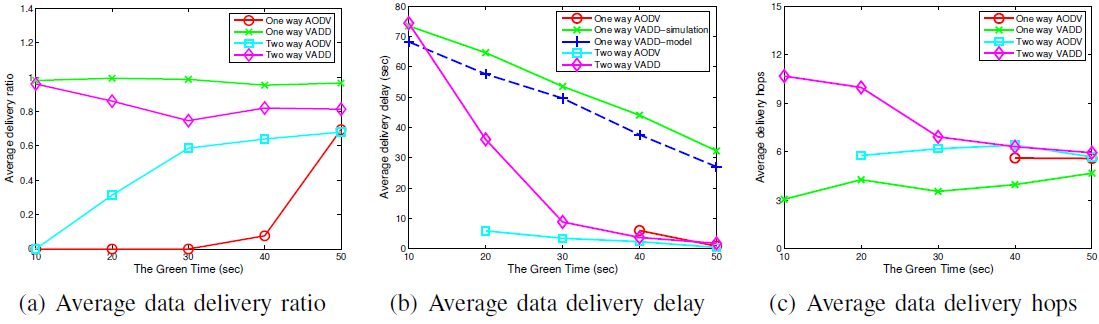 1.4
1.2
1
0.8
0.6
0.4
0.2
0
10
20
30
40
50
Average delivery ratio
The Green Time (sec)
One way AODV
One way VADD
Two way AODV
Two way VADD
(a) Average data delivery ratio
80
70
60
50
40
30
20
10
0
10
20
30
40
50
Average delivery delay (sec)
The Green Time (sec)
One way AODV
One way VADD–simulation
One way VADD–model
Two way AODV
Two way VADD
(b) Average data delivery delay
15
12
9
6
3
0
10
20
30
40
50
Average delivery hops
The Green Time (sec)
One way AODV
One way VADD
Two way AODV
Two way VADD
(c) Average data delivery hops